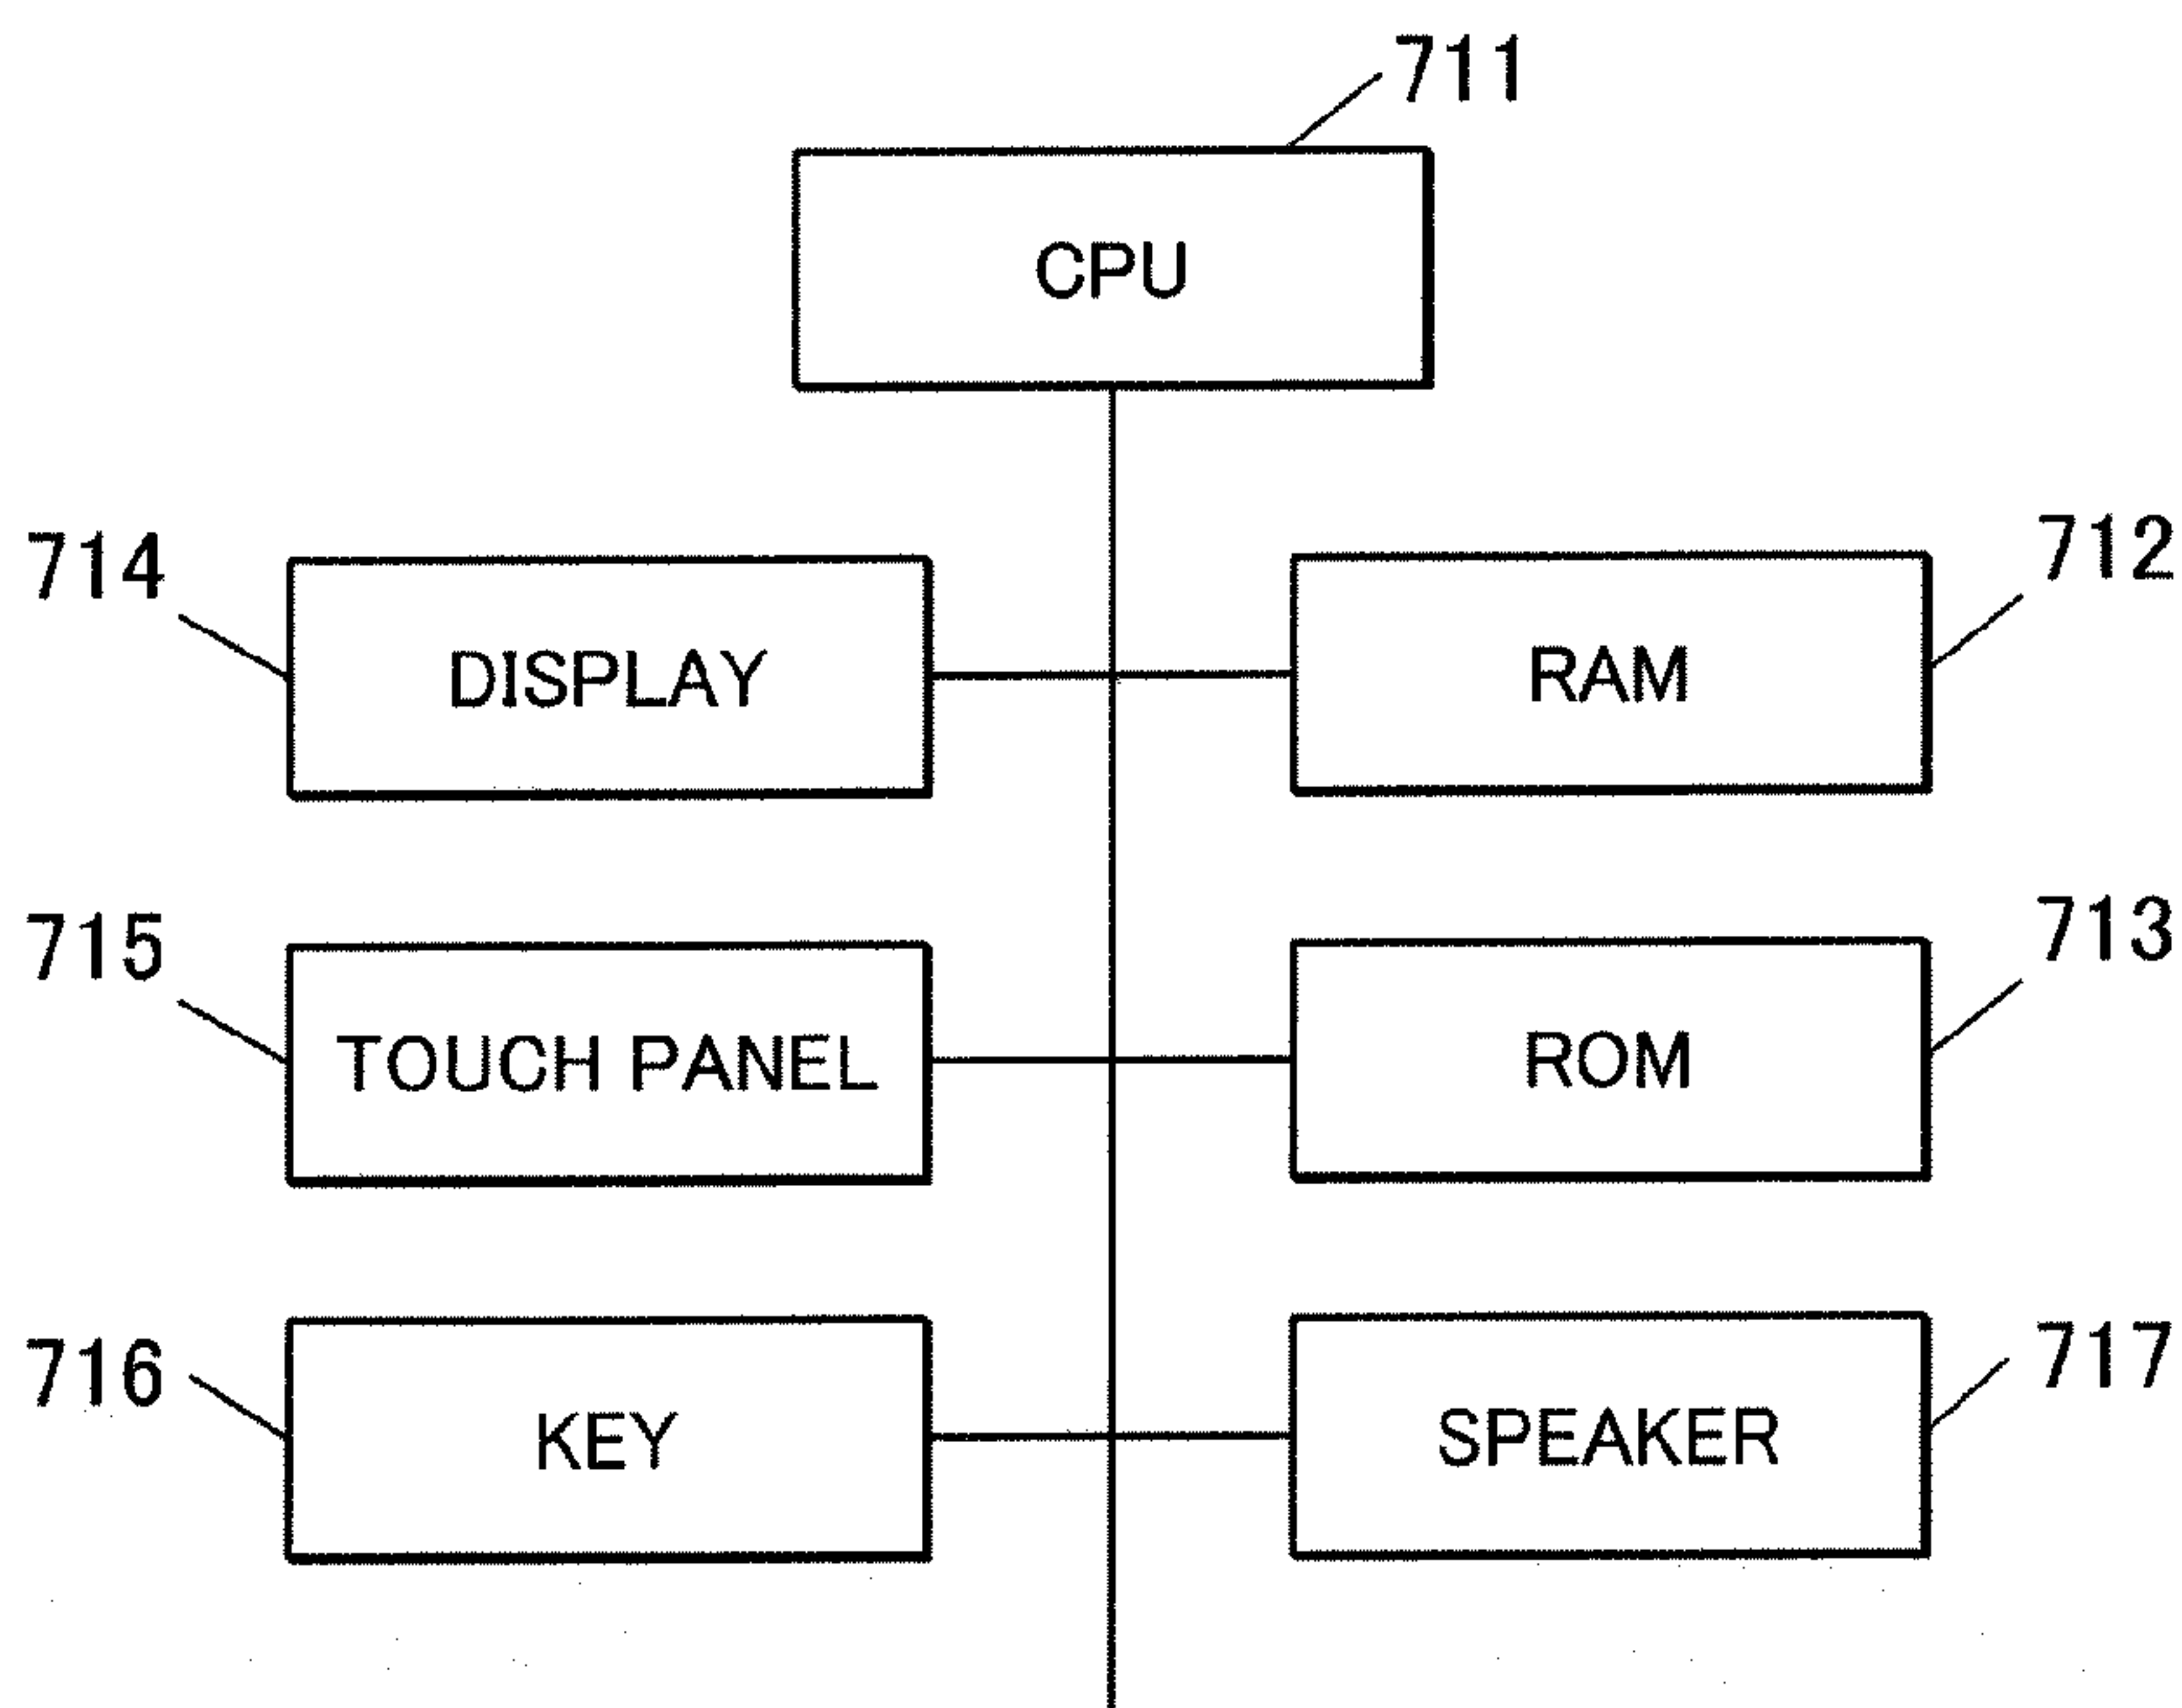 711
CPU
714
712
DISPLAY
RAM
715
713
TOUCH PANEL
ROM
716
717
KEY
SPEAKER